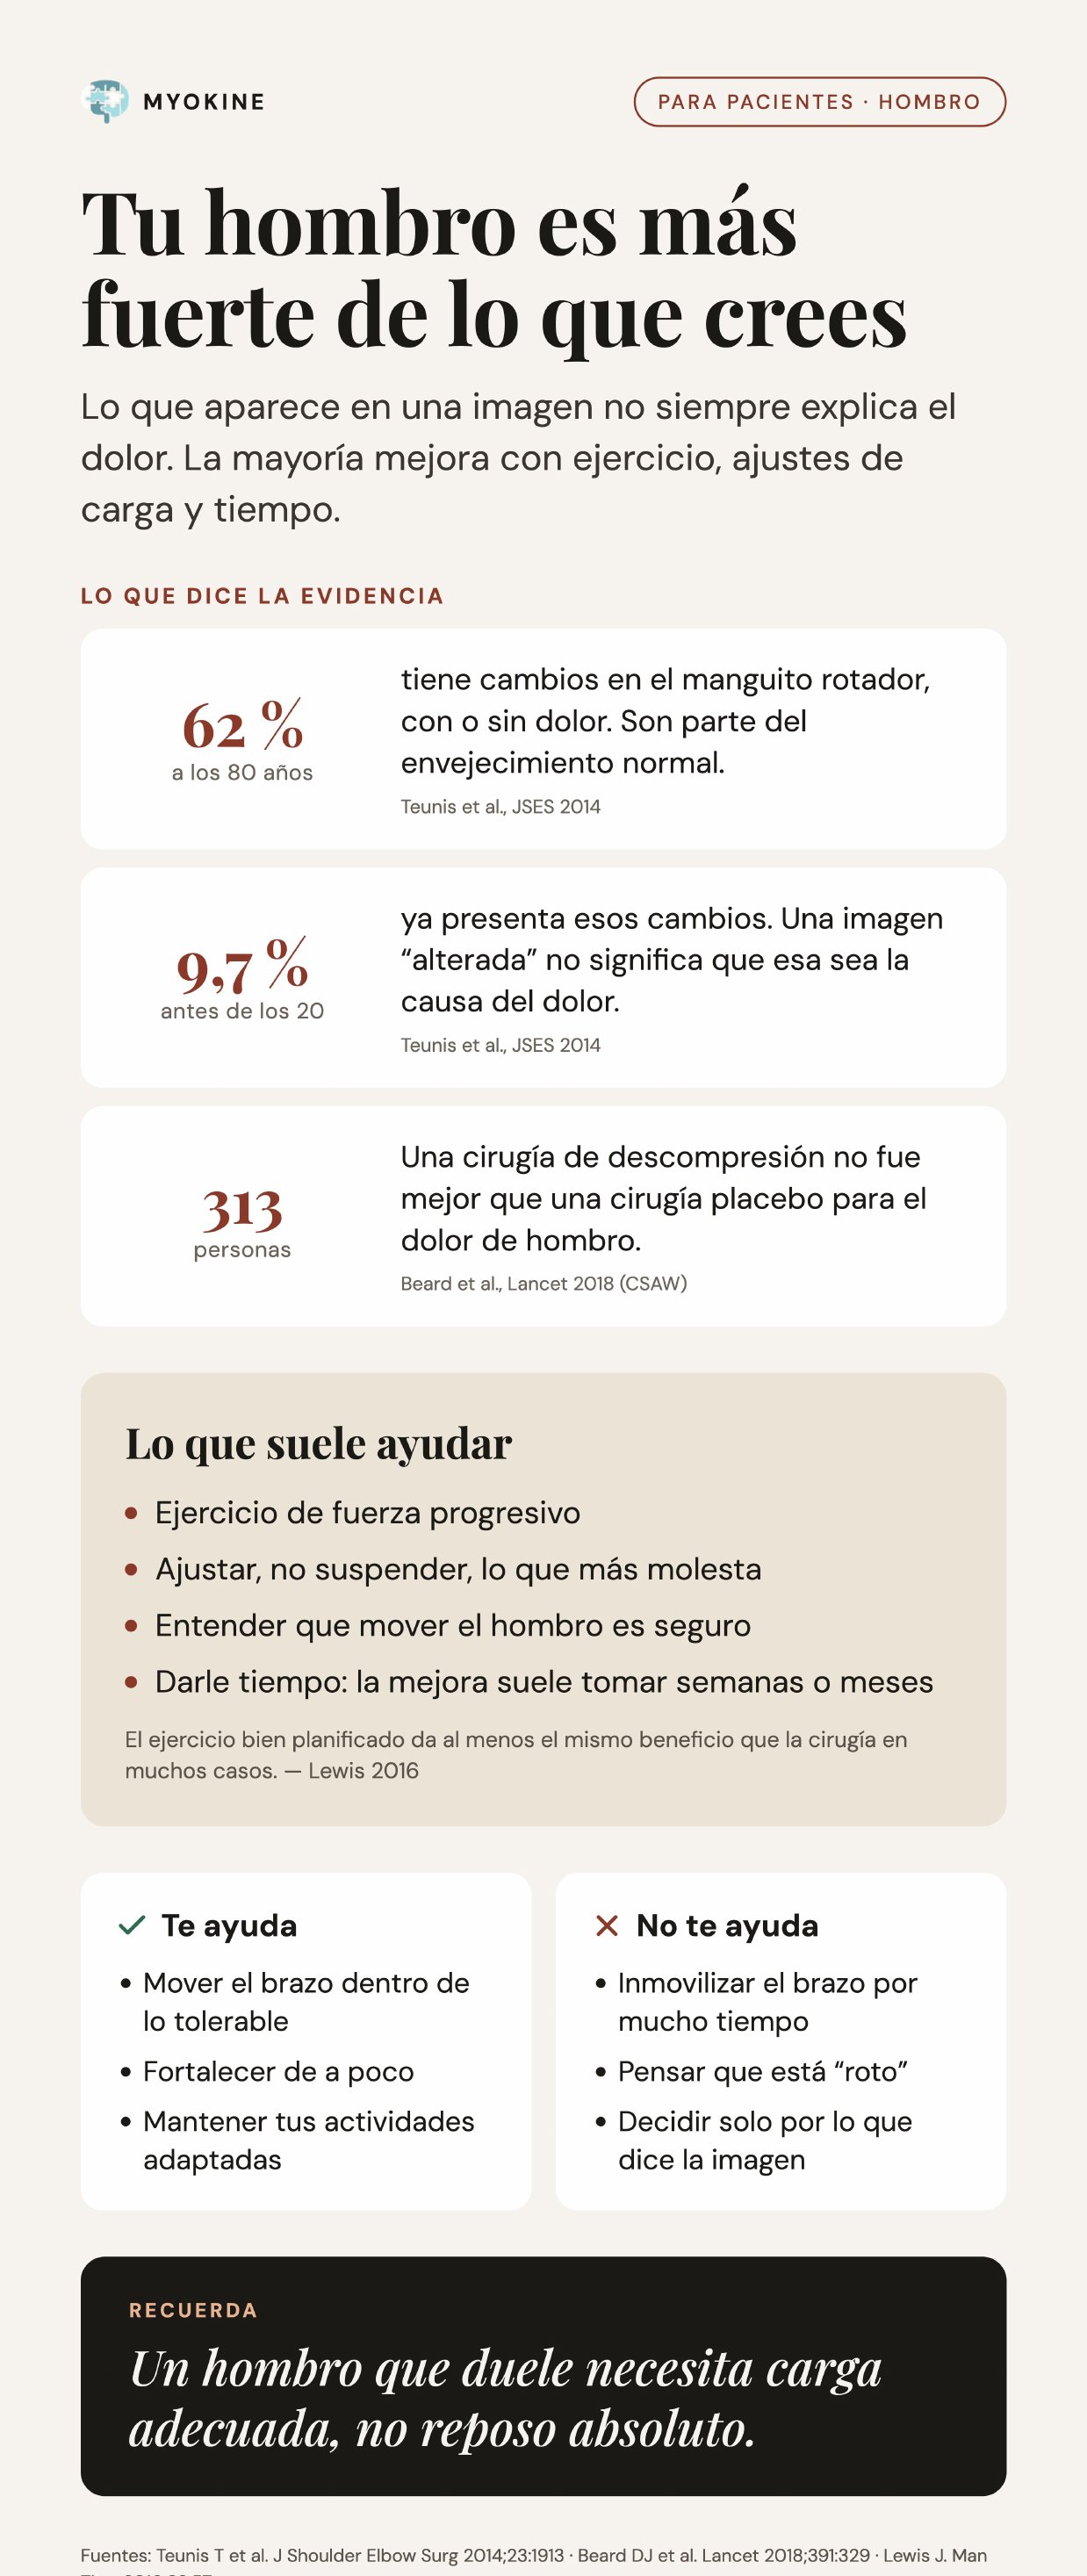 MYOKINE
PARA PACIENTES · HOMBRO
Tu hombro es más
fuerte de lo que crees
Lo que aparece en una imagen no siempre explica el
dolor. La mayoría mejora con ejercicio, ajustes de
carga y tiempo.
LO QUE DICE LA EVIDENCIA
62 %
a los 80 años
tiene cambios en el manguito rotador,
con o sin dolor. Son parte del
envejecimiento normal.
Teunis et al., JSES 2014
9,7 %
antes de los 20
ya presenta esos cambios. Una imagen
“alterada” no significa que esa sea la
causa del dolor.
Teunis et al., JSES 2014
313
personas
Una cirugía de descompresión no fue
mejor que una cirugía placebo para el
dolor de hombro.
Beard et al., Lancet 2018 (CSAW)
Lo que suele ayudar
• Ejercicio de fuerza progresivo
• Ajustar, no suspender, lo que más molesta
• Entender que mover el hombro es seguro
• Darle tiempo: la mejora suele tomar semanas o meses
El ejercicio bien planificado da al menos el mismo beneficio que la cirugía en
muchos casos. — Lewis 2016
✓ Te ayuda
• Mover el brazo dentro de
lo tolerable
• Fortalecer de a poco
• Mantener tus actividades
adaptadas
✕ No te ayuda
• Inmovilizar el brazo por
mucho tiempo
• Pensar que está “roto”
• Decidir solo por lo que
dice la imagen
RECUERDA
Un hombro que duele necesita carga
adecuada, no reposo absoluto.
Fuentes: Teunis T et al. J Shoulder Elbow Surg 2014;23:1913 · Beard DJ et al. Lancet 2018;391:329 · Lewis J. Man